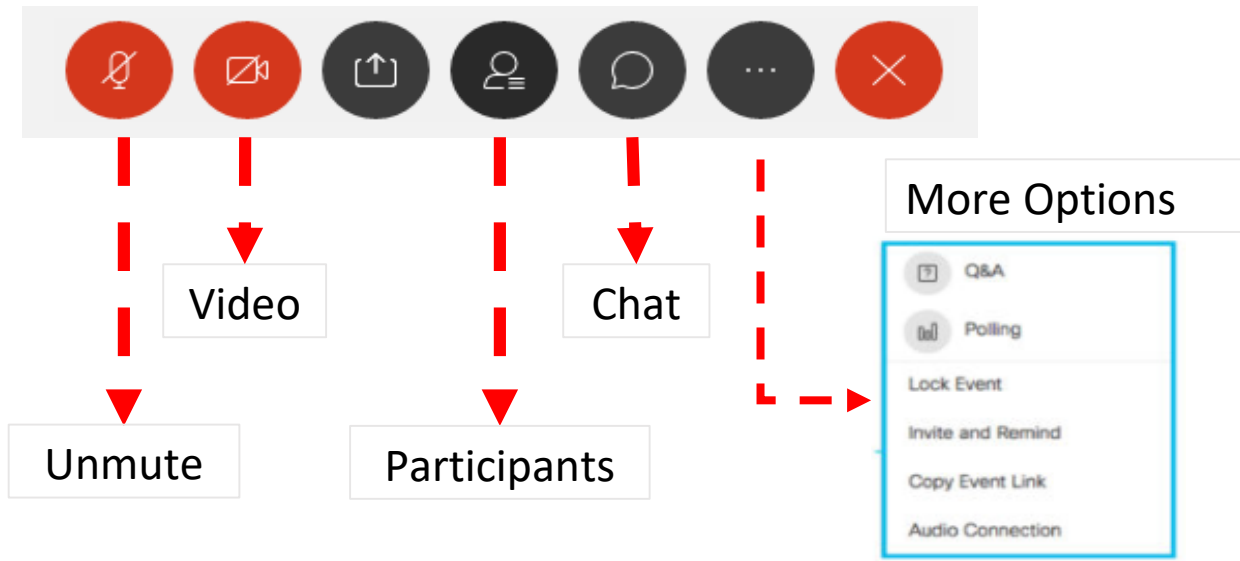 More Options
Q&A
Polling
Lock Event
Invite and Remind
Copy Event Link
Audio Connection
Video
Chat
Unmute
Participants